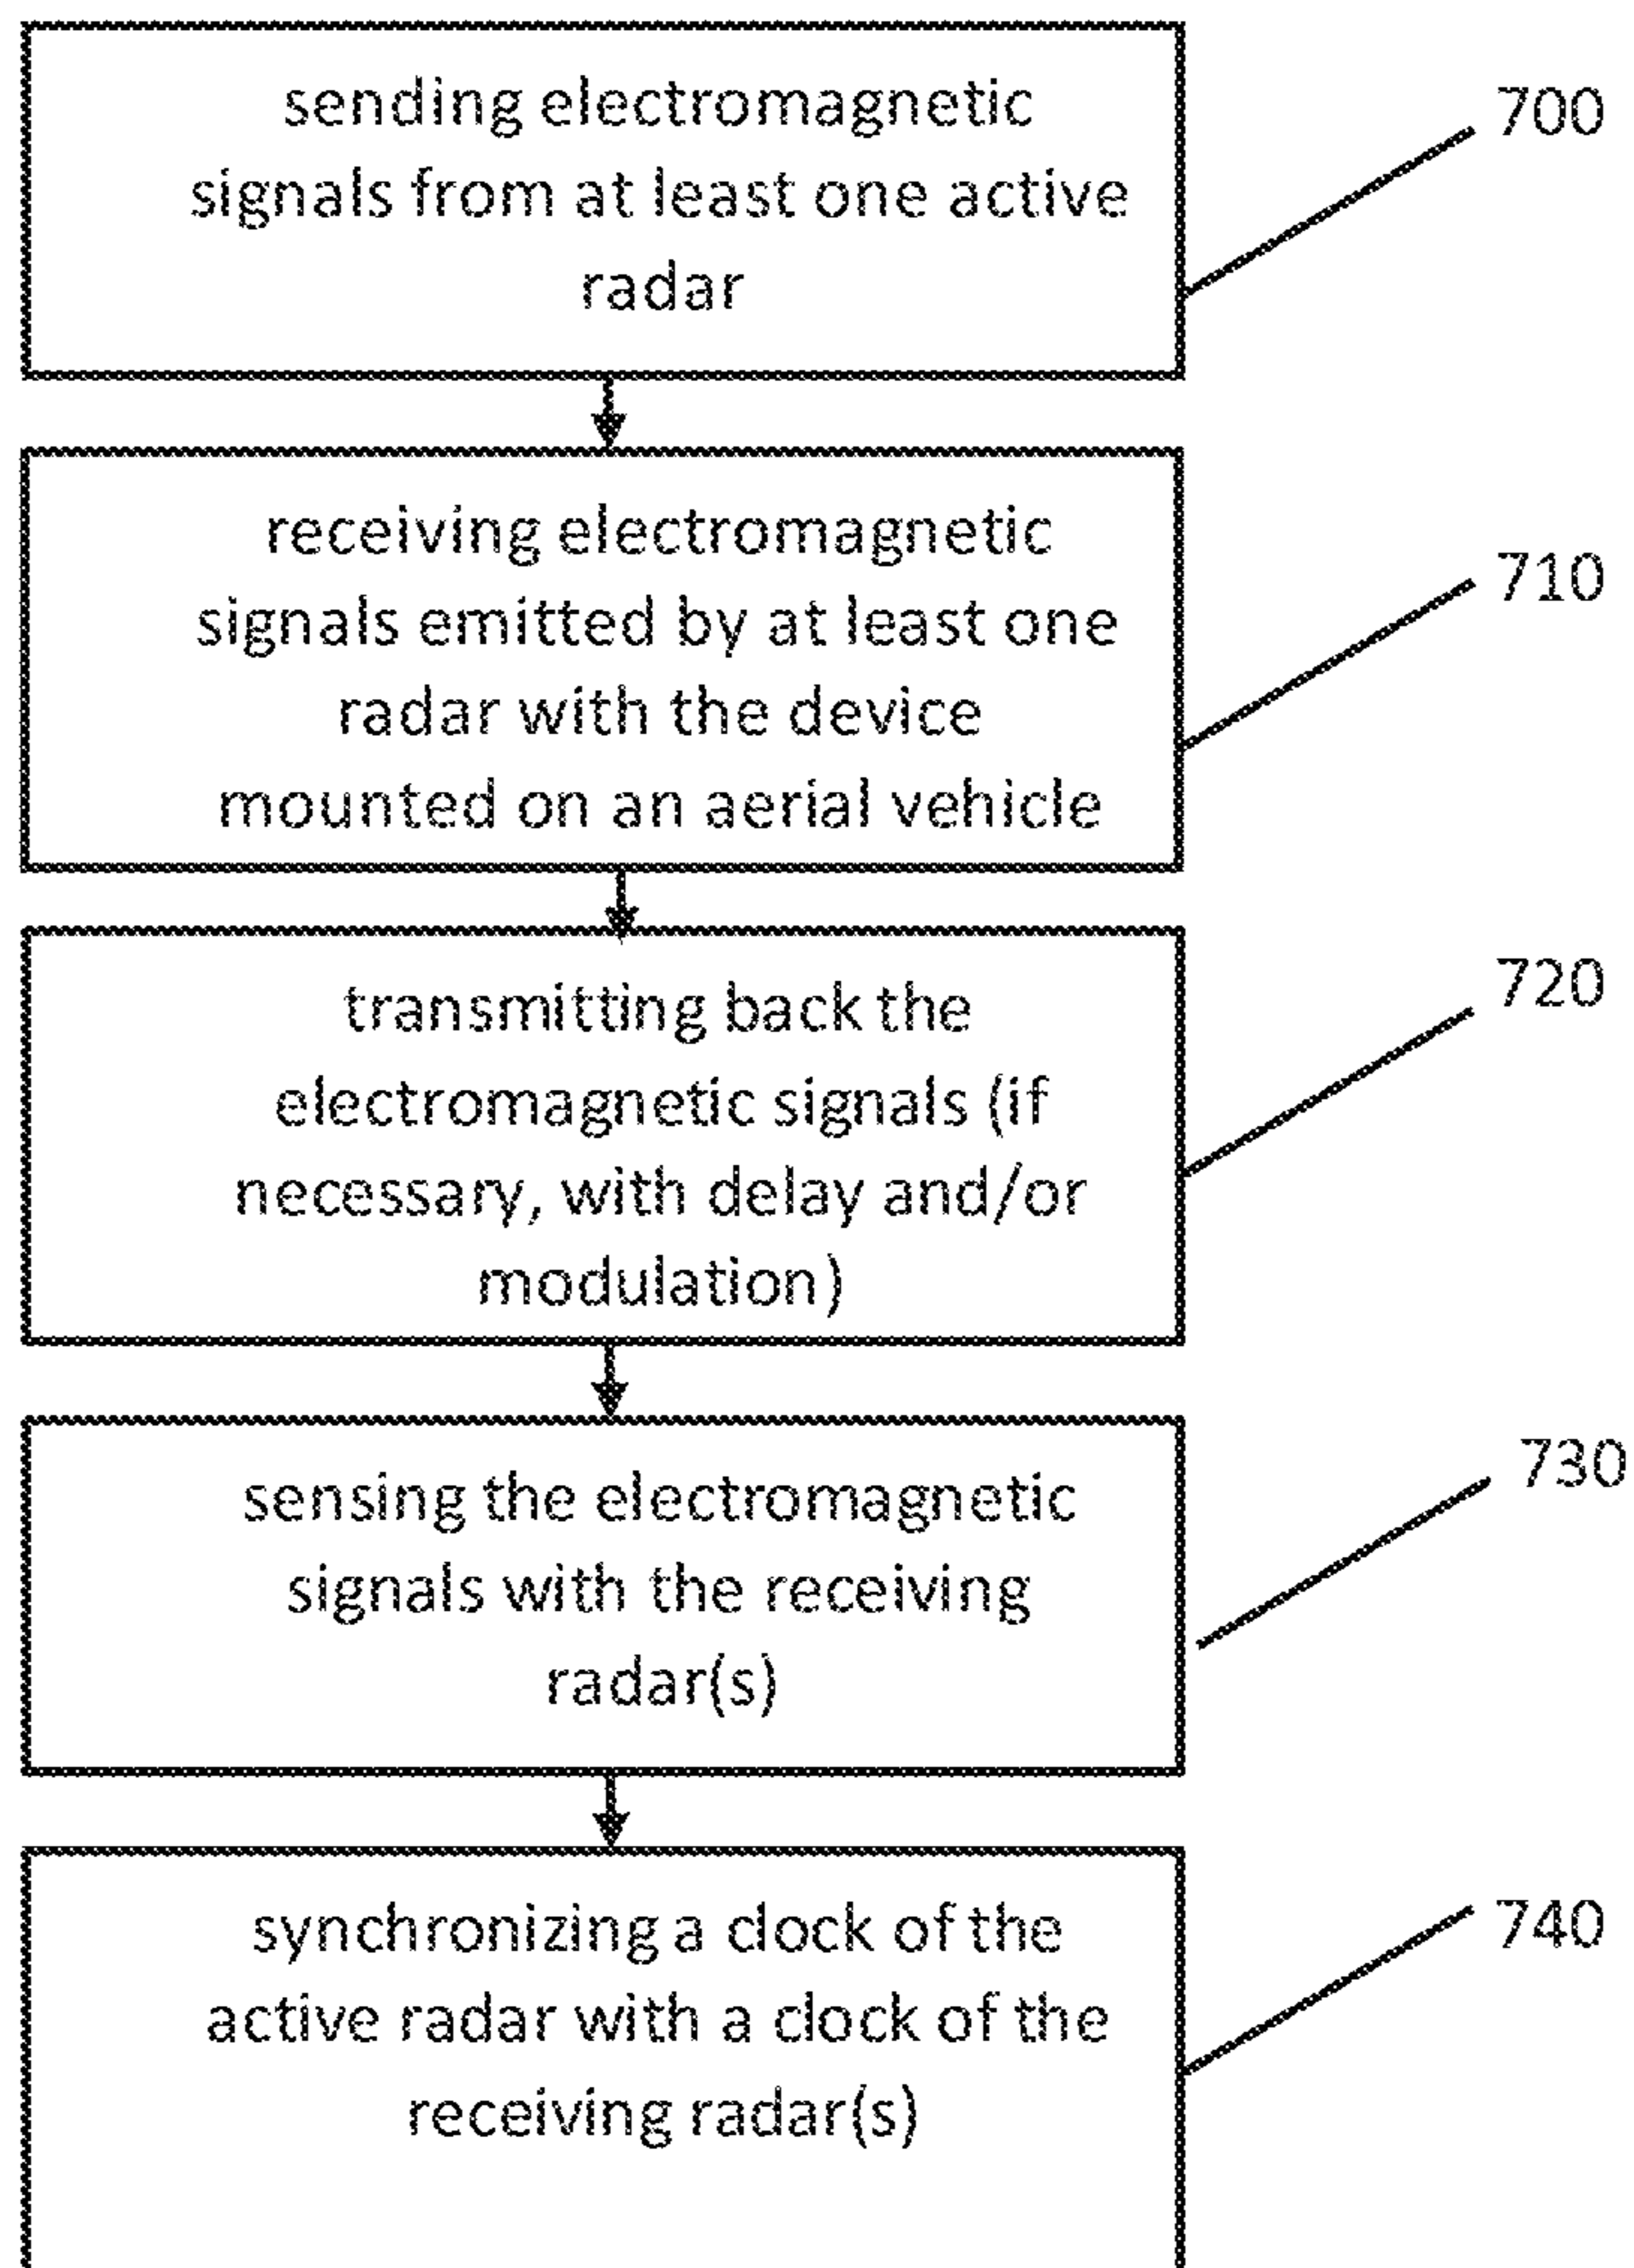 sending electromagnetic
signals from at least one active
radar
700
receiving electromagnetic
signals emitted by at least one
radar with the device
mounted on an aerial vehicle
710
transmitting back the
electromagnetic signals (if
necessary, with delay and/or
modulation)
720
sensing the electromagnetic
signals with the receiving
radar(s)
730
synchronizing a clock of the
active radar with a clock of the
receiving radar(s)
740